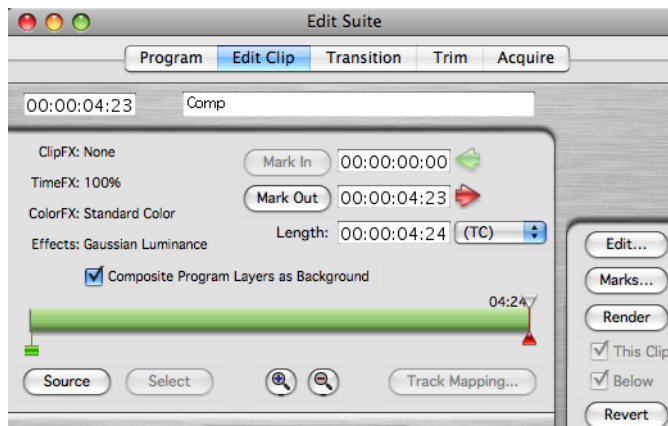 Edit Suite
Program Edit Clip Transition Trim Acquire
00:00:04:23 Comp
ClipFX: None
Mark In 00:00:00:00
TimeFX: 100%
Mark Out 00:00:04:23
ColorFX: Standard Color
Length: 00:00:04:24 (TC)
Effects: Gaussian Luminance
Edit...
Composite Program Layers as Background
Marks...
04:24
Render
This Clip
Source Select Track Mapping...
Below
Revert